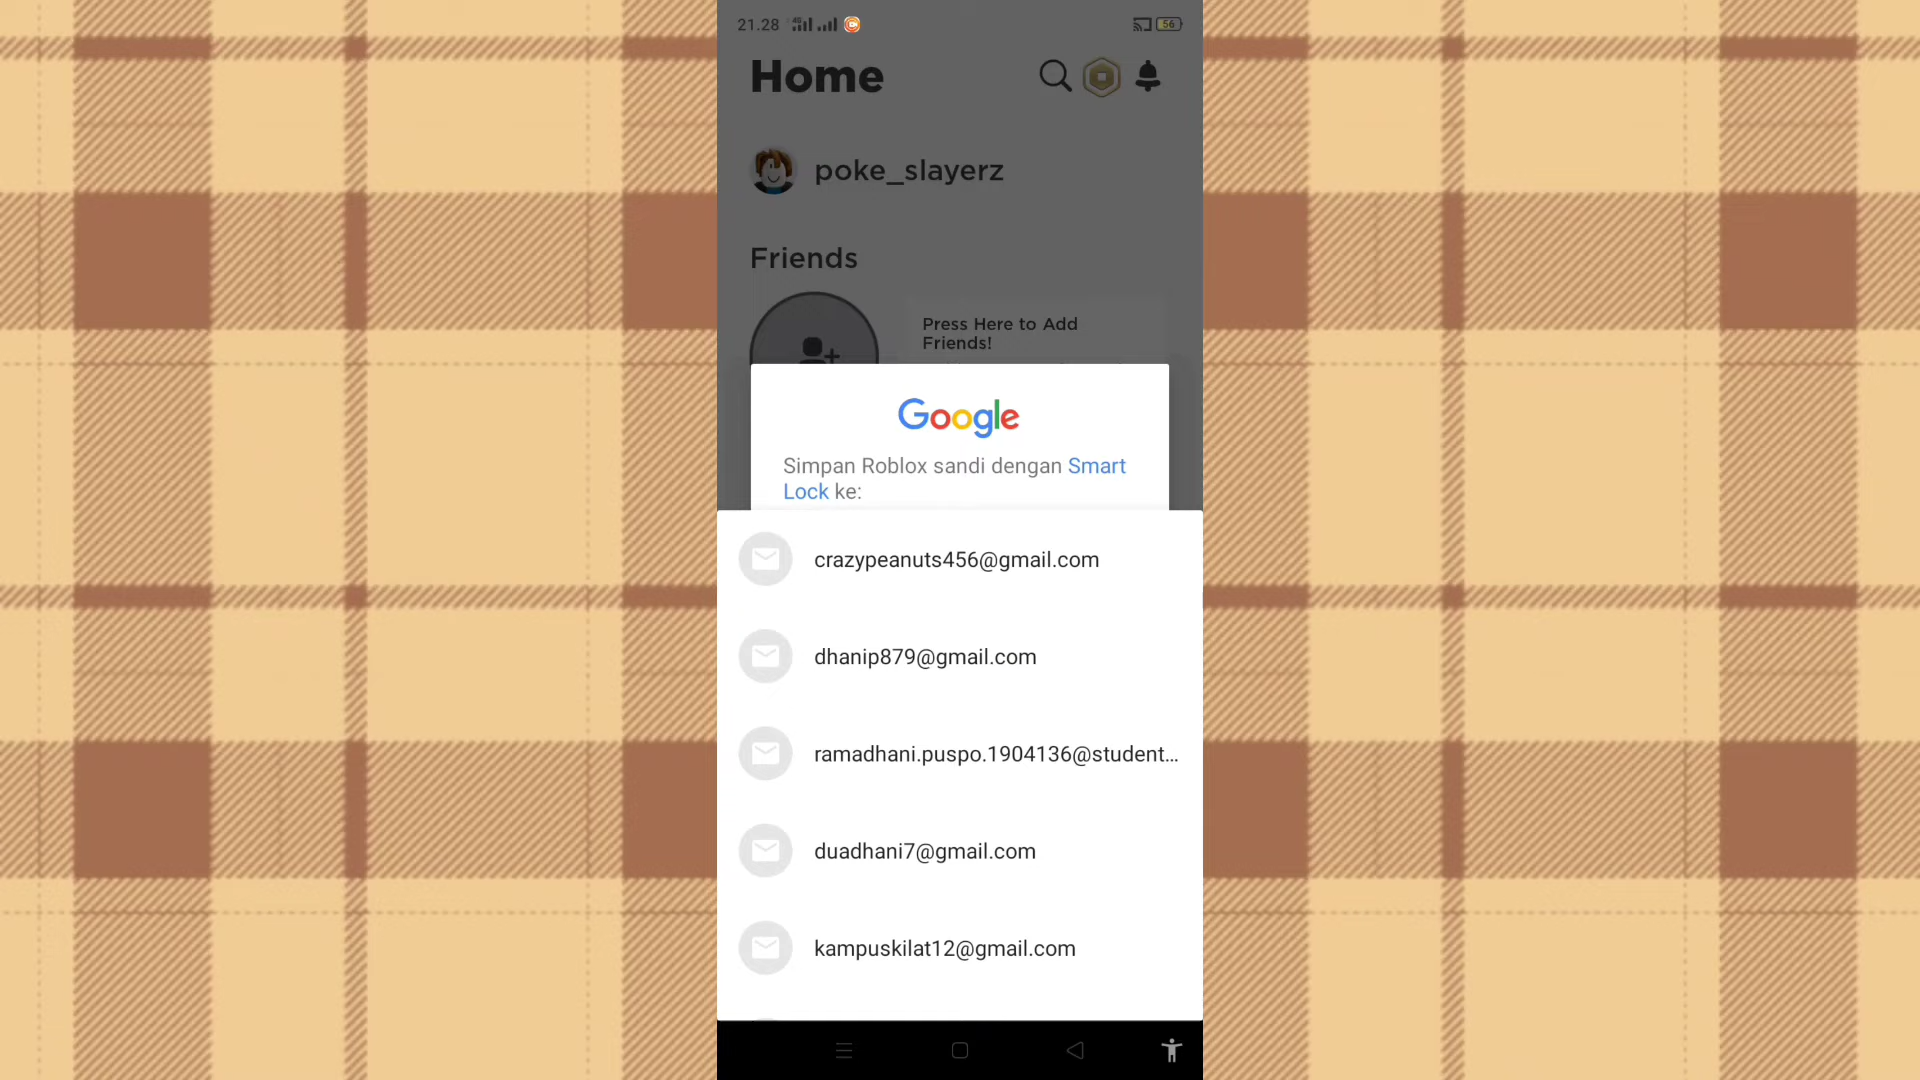 21.28
56
Home
poke_slayerz
Friends
Press Here to Add
Friends!
Google
Simpan Roblox sandi dengan Smart
Lock ke:
crazypeanuts456@gmail.com
dhanip879@gmail.com
ramadhani.puspo.1904136@student...
duadhani7@gmail.com
kampuskilat12@gmail.com